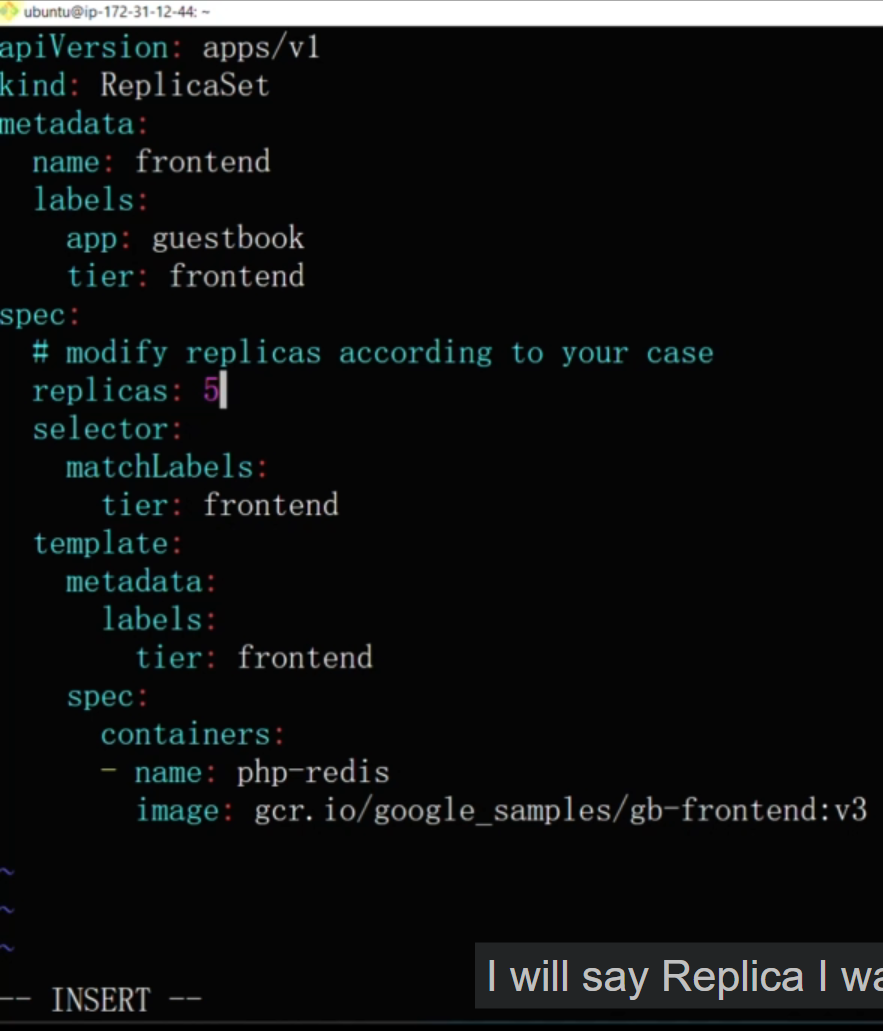 ubuntu@ip-172-31-12-44: ~
apiVersion: apps/v1
kind: ReplicaSet
metadata:
  name: frontend
  labels:
    app: guestbook
    tier: frontend
spec:
  # modify replicas according to your case
  replicas: 5
  selector:
    matchLabels:
      tier: frontend
  template:
    metadata:
      labels:
        tier: frontend
    spec:
      containers:
      - name: php-redis
        image: gcr.io/google_samples/gb-frontend:v3
~
~
~
-- INSERT --
I will say Replica I wa